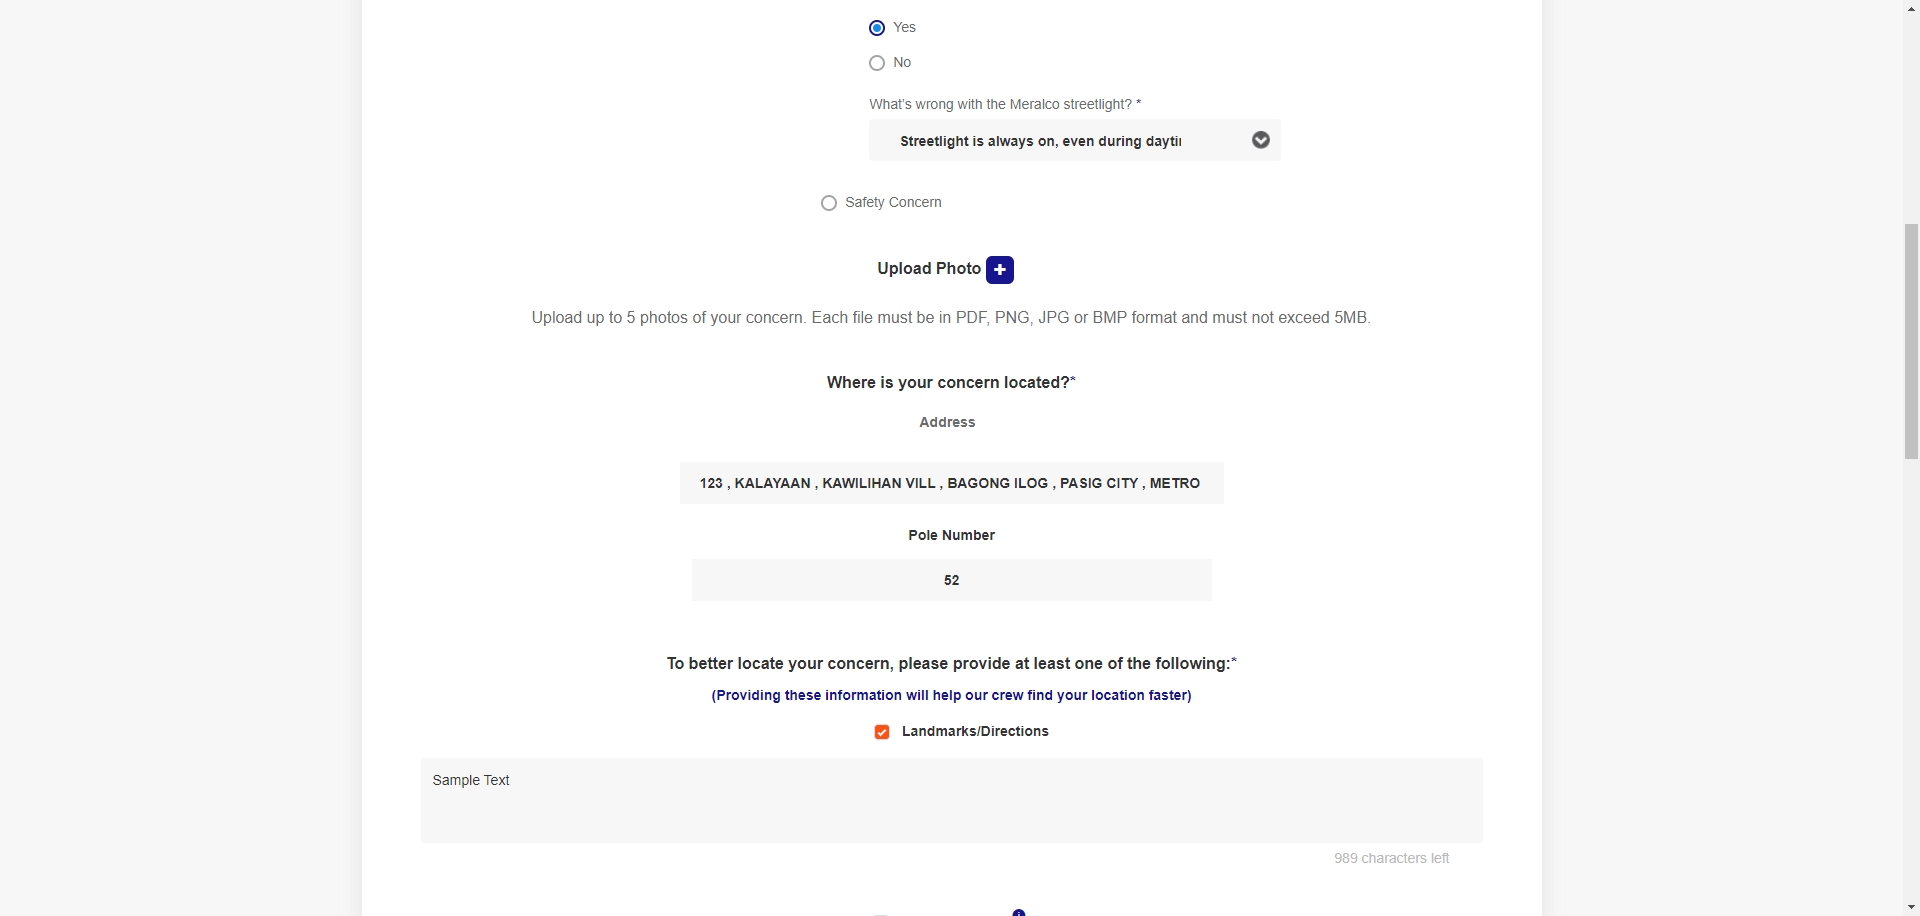 Yes
No
What's wrong with the Meralco streetlight? *
Streetlight is always on, even during daytir
Safety Concern
Upload Photo
Upload up to 5 photos of your concern. Each file must be in PDF, PNG, JPG or BMP format and must not exceed 5MB.
Where is your concern located?*
Address
123 , KALAYAAN , KAWILIHAN VILL , BAGONG ILOG , PASIG CITY , METRO
Pole Number
52
To better locate your concern, please provide at least one of the following:*
(Providing these information will help our crew find your location faster)
Landmarks/Directions
Sample Text
989 characters left